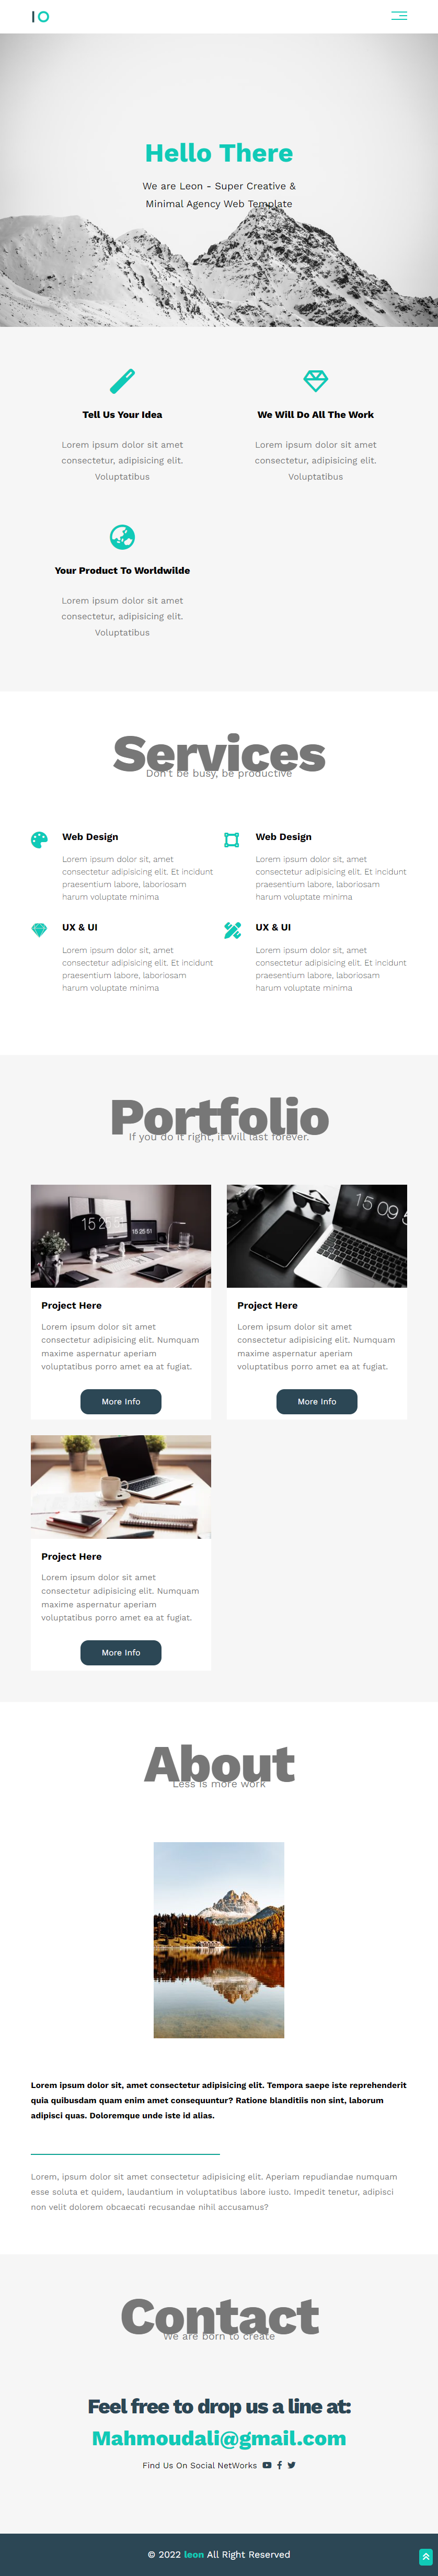 IO
Hello There
We are Leon - Super Creative &
Minimal Agency Web Template
Tell Us Your Idea
Lorem ipsum dolor sit amet
consectetur, adipisicing elit.
Voluptatibus
We Will Do All The Work
Lorem ipsum dolor sit amet
consectetur, adipisicing elit.
Voluptatibus
Your Product To Worldwilde
Lorem ipsum dolor sit amet
consectetur, adipisicing elit.
Voluptatibus
Services
Don't be busy, be productive
Web Design
Lorem ipsum dolor sit, amet
consectetur adipisicing elit. Et incidunt
praesentium labore, laboriosam
harum voluptate minima
Web Design
Lorem ipsum dolor sit, amet
consectetur adipisicing elit. Et incidunt
praesentium labore, laboriosam
harum voluptate minima
UX & UI
Lorem ipsum dolor sit, amet
consectetur adipisicing elit. Et incidunt
praesentium labore, laboriosam
harum voluptate minima
UX & UI
Lorem ipsum dolor sit, amet
consectetur adipisicing elit. Et incidunt
praesentium labore, laboriosam
harum voluptate minima
Portfolio
If you do it right, it will last forever.
15 25
15 25 51
Project Here
Lorem ipsum dolor sit amet
consectetur adipisicing elit. Numquam
maxime aspernatur aperiam
voluptatibus porro amet ea at fugiat.
More Info
15 09
Project Here
Lorem ipsum dolor sit amet
consectetur adipisicing elit. Numquam
maxime aspernatur aperiam
voluptatibus porro amet ea at fugiat.
More Info
Project Here
Lorem ipsum dolor sit amet
consectetur adipisicing elit. Numquam
maxime aspernatur aperiam
voluptatibus porro amet ea at fugiat.
More Info
About
Less is more work
Lorem ipsum dolor sit, amet consectetur adipisicing elit. Tempora saepe iste reprehenderit
quia quibusdam quam enim amet consequuntur? Ratione blanditiis non sint, laborum
adipisci quas. Doloremque unde iste id alias.
Lorem, ipsum dolor sit amet consectetur adipisicing elit. Aperiam repudiandae numquam
esse soluta et quidem, laudantium in voluptatibus labore iusto. Impedit tenetur, adipisci
non velit dolorem obcaecati recusandae nihil accusamus?
Contact
We are born to create
Feel free to drop us a line at:
Mahmoudali@gmail.com
Find Us On Social NetWorks
© 2022 leon All Right Reserved